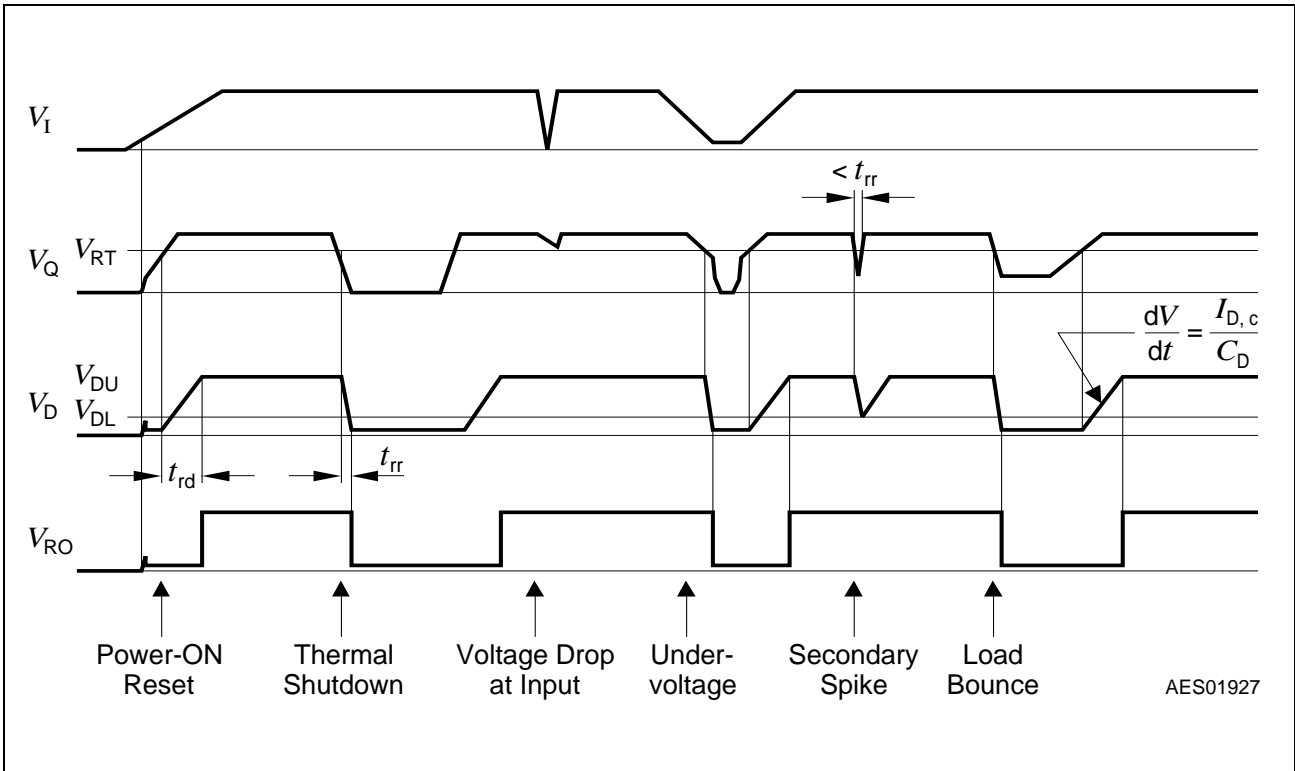 V_I
< t_rr
V_Q
V_RT
dV/dt = I_D, c/C_D
V_DU
V_D
V_DL
t_rd
t_rr
V_RO
Power-ON
Reset
Thermal
Shutdown
Voltage Drop
at Input
Under-
voltage
Secondary
Spike
Load
Bounce
AES01927